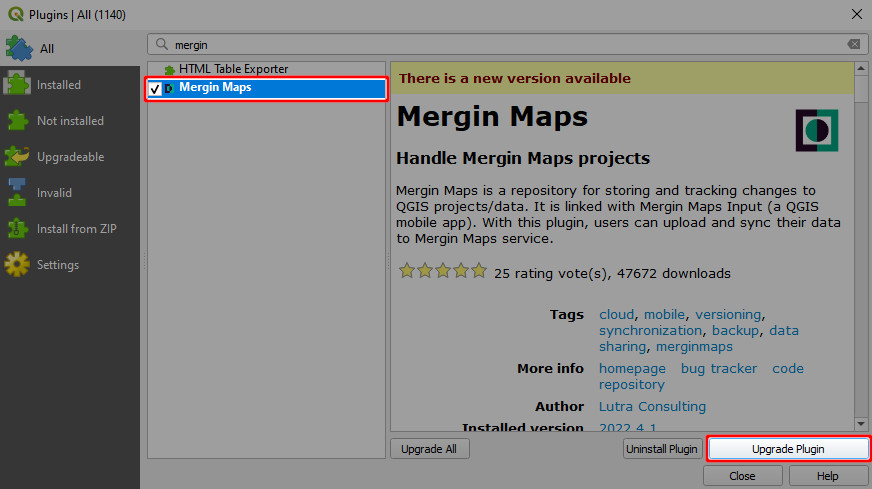 Plugins | All (1140)
All
Installed
Not installed
Upgradeable
Invalid
Install from ZIP
Settings
mergin
HTML Table Exporter
Mergin Maps
There is a new version available
Mergin Maps
Handle Mergin Maps projects
Mergin Maps is a repository for storing and tracking changes to
QGIS projects/data. It is linked with Mergin Maps Input (a QGIS
mobile app). With this plugin, users can upload and sync their data
to Mergin Maps service.
25 rating vote(s), 47672 downloads
Tags cloud, mobile, versioning,
synchronization, backup, data
sharing, merginmaps
More info homepage bug tracker code
repository
Author Lutra Consulting
Installed version 2022.4.1
Upgrade All Uninstall Plugin Upgrade Plugin
Close Help